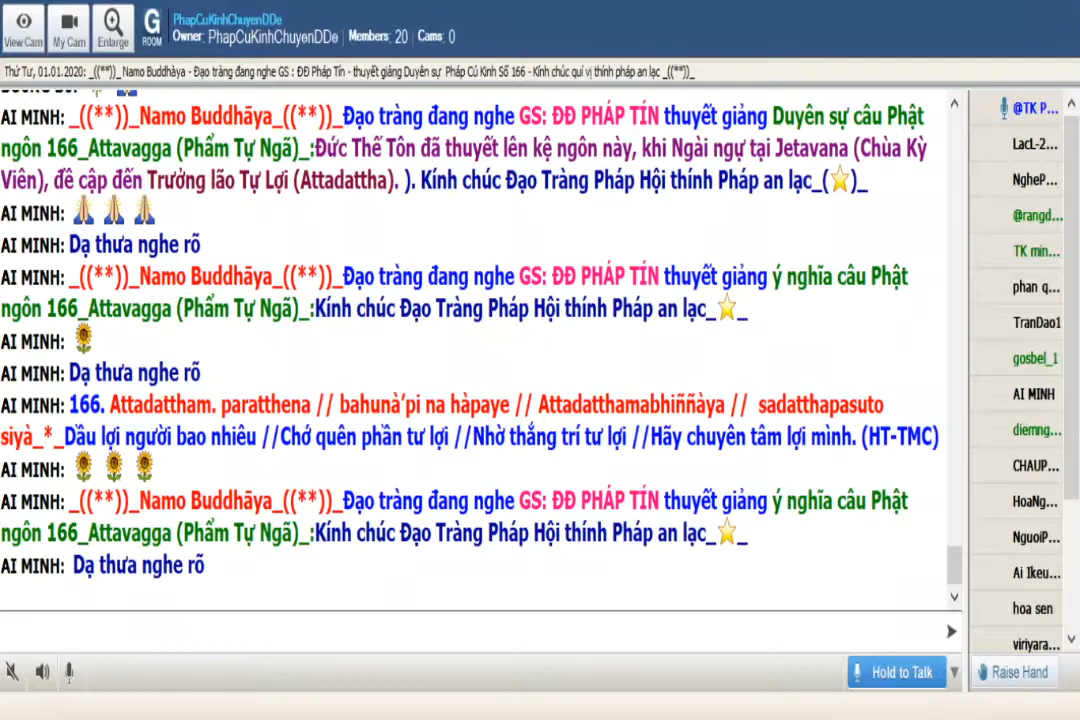 PhapCuKinhChuyenDDe
Owner: PhapCuKinhChuyenDDe | Members: 20 | Cams: 0
View Cam My Cam Enlarge G ROOM
Thứ Tư, 01.01.2020: _((**))_ Namo Buddhàya - Đạo tràng đang nghe GS : ĐĐ Pháp Tín - thuyết giảng Duyên sự Pháp Cú Kinh Số 166 - Kính chúc quí vị thính pháp an lạc _((**))_
AI MINH: _((**))_Namo Buddhāya_((**))_Đạo tràng đang nghe GS: ĐĐ PHÁP TÍN thuyết giảng Duyên sự câu Phật
ngôn 166_Attavagga (Phẩm Tự Ngã)_:Đức Thế Tôn đã thuyết lên kệ ngôn này, khi Ngài ngự tại Jetavana (Chùa Kỳ
Viên), đề cập đến Trưởng lão Tự Lợi (Attadattha). ). Kính chúc Đạo Tràng Pháp Hội thính Pháp an lạc_(⭐)_
AI MINH: 🙏 🙏 🙏
AI MINH: Dạ thưa nghe rõ
AI MINH: _((**))_Namo Buddhāya_((**))_Đạo tràng đang nghe GS: ĐĐ PHÁP TÍN thuyết giảng ý nghĩa câu Phật
ngôn 166_Attavagga (Phẩm Tự Ngã)_:Kính chúc Đạo Tràng Pháp Hội thính Pháp an lạc_⭐_
AI MINH: 🌻
AI MINH: Dạ thưa nghe rõ
AI MINH: 166. Attadattham. paratthena // bahunà’pi na hàpaye // Attadatthamabhiññàya // sadatthapasuto
siyà_*_Dầu lợi người bao nhiêu //Chớ quên phần tư lợi //Nhờ thắng trí tư lợi //Hãy chuyên tâm lợi mình. (HT-TMC)
AI MINH: 🌻 🌻 🌻
AI MINH: _((**))_Namo Buddhāya_((**))_Đạo tràng đang nghe GS: ĐĐ PHÁP TÍN thuyết giảng ý nghĩa câu Phật
ngôn 166_Attavagga (Phẩm Tự Ngã)_:Kính chúc Đạo Tràng Pháp Hội thính Pháp an lạc_⭐_
AI MINH: Dạ thưa nghe rõ
@TK P...
LacL-2...
NgheP...
@rangd...
TK min...
phan q...
TranDao1
gosbel_1
AI MINH
diemng...
CHAUP...
HoaNg...
NguoiP...
Ai Ikeu...
hoa sen
viriyara...
Hold to Talk
Raise Hand